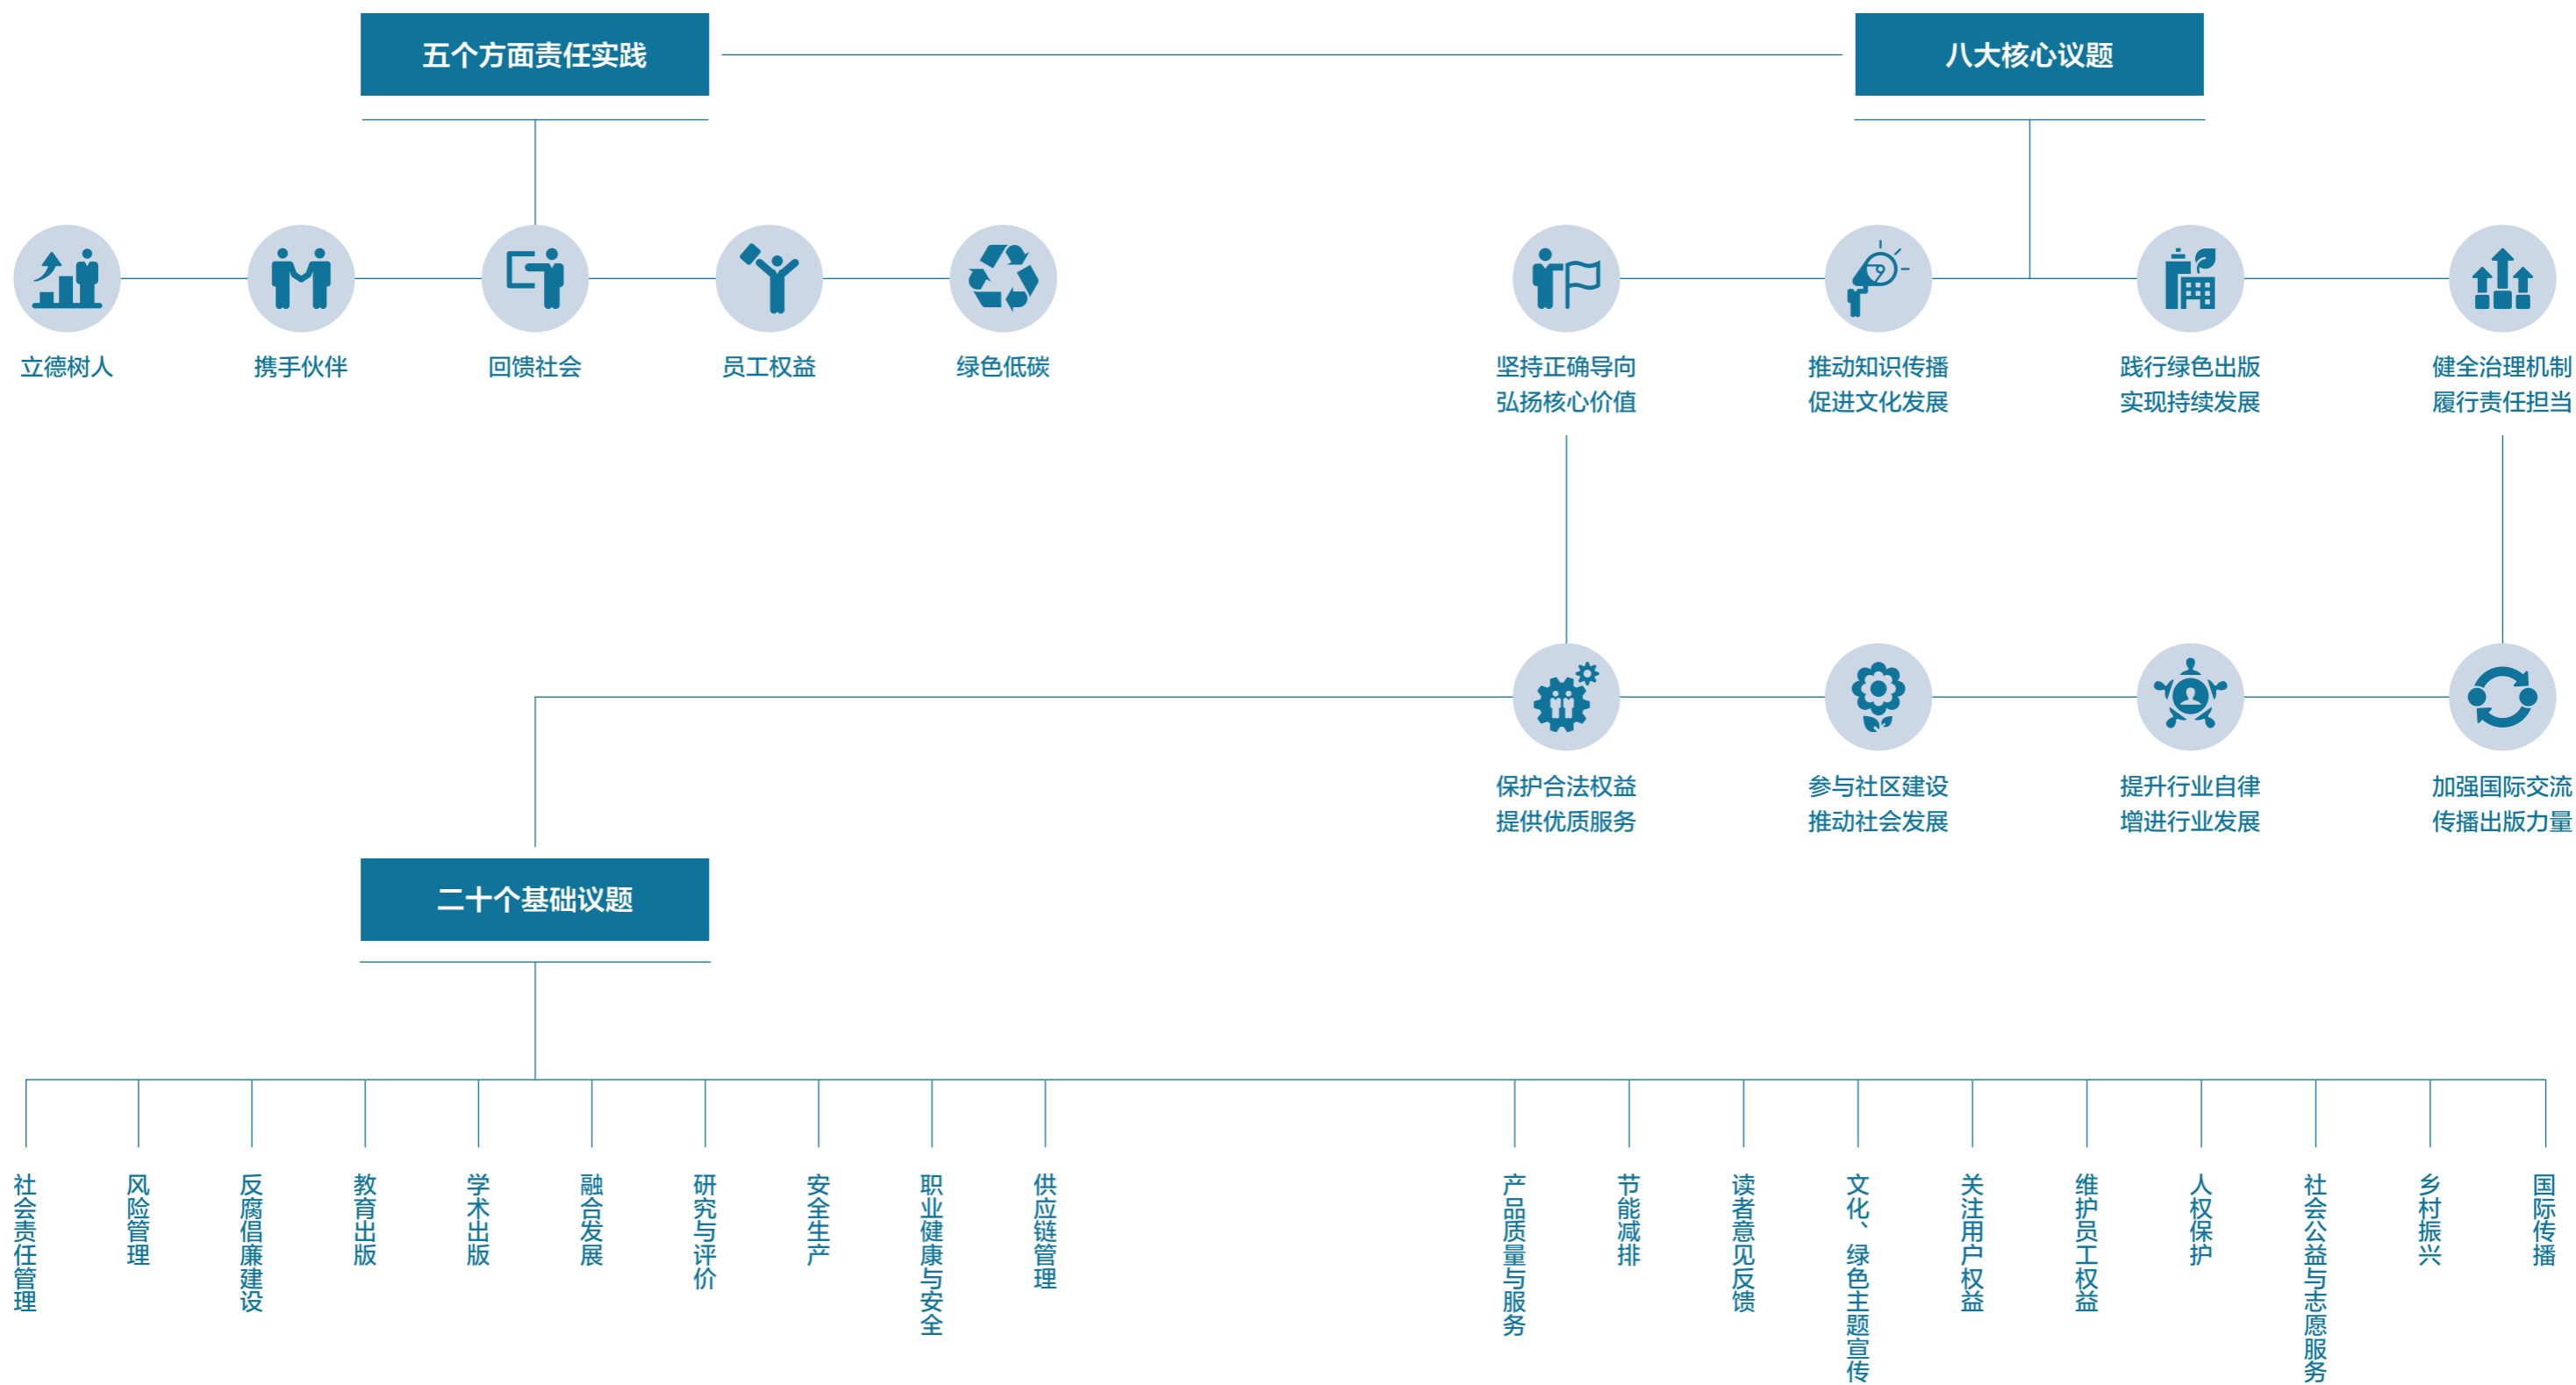 五个方面责任实践
八大核心议题
立德树人
携手伙伴
回馈社会
员工权益
绿色低碳
坚持正确导向
弘扬核心价值
推动知识传播
促进文化发展
践行绿色出版
实现持续发展
健全治理机制
履行责任担当
保护合法权益
提供优质服务
参与社区建设
推动社会发展
提升行业自律
增进行业发展
加强国际交流
传播出版力量
二十个基础议题
社会责任管理
风险管理
反腐倡廉建设
教育出版
学术出版
融合发展
研究与评价
安全生产
职业健康与安全
供应链管理
产品质量与服务
节能减排
读者意见反馈
文化、绿色主题宣传
关注用户权益
维护员工权益
人权保护
社会公益与志愿服务
乡村振兴
国际传播